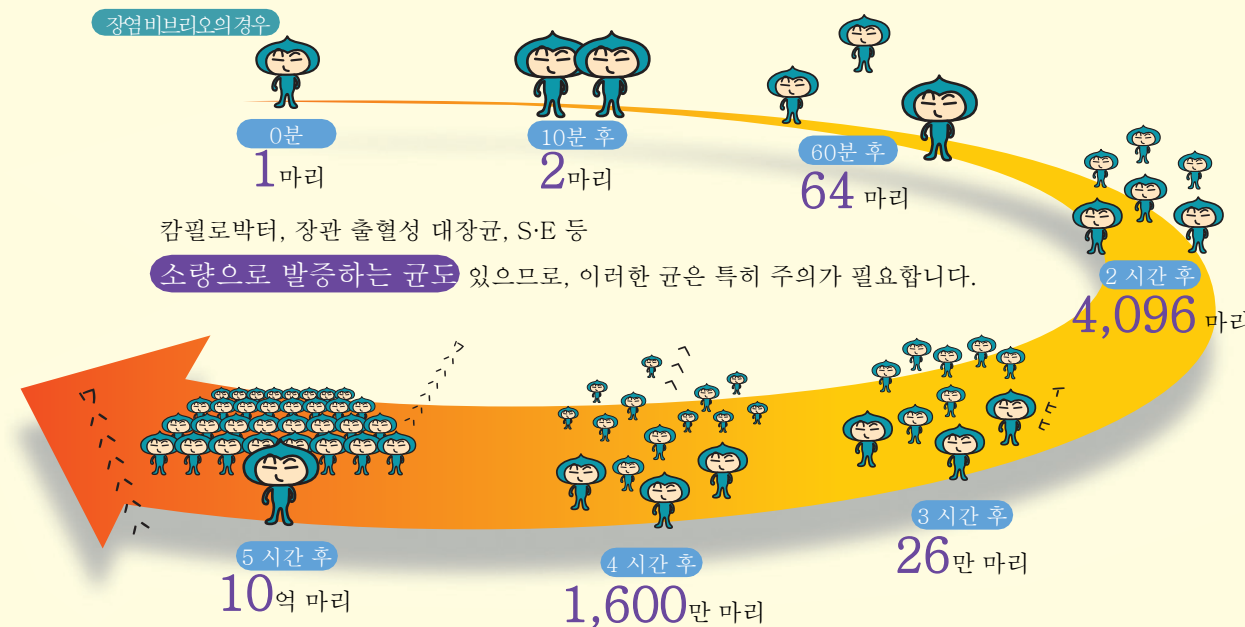 장염비브리오의 경우
0분
1마리
10분 후
2마리
60분 후
64 마리
캄필로박터, 장관 출혈성 대장균, S·E 등
소량으로 발증하는 균도 있으므로, 이러한 균은 특히 주의가 필요합니다.
2 시간 후
4,096 마리
3 시간 후
26만 마리
4 시간 후
1,600만 마리
5 시간 후
10억 마리